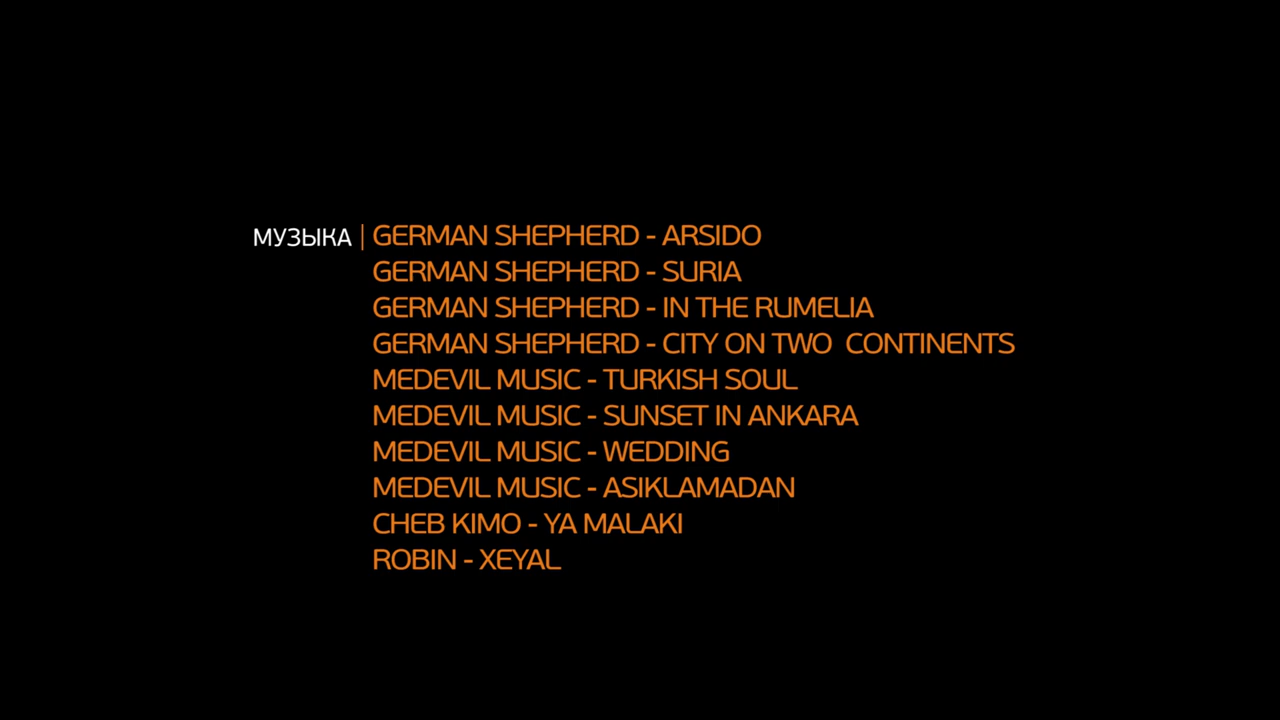 МУЗЫКА | GERMAN SHEPHERD - ARSIDO
GERMAN SHEPHERD - SURIA
GERMAN SHEPHERD - IN THE RUMELIA
GERMAN SHEPHERD - CITY ON TWO  CONTINENTS
MEDEVIL MUSIC - TURKISH SOUL
MEDEVIL MUSIC - SUNSET IN ANKARA
MEDEVIL MUSIC - WEDDING
MEDEVIL MUSIC - ASIKLAMADAN
CHEB KIMO - YA MALAKI
ROBIN - XEYAL